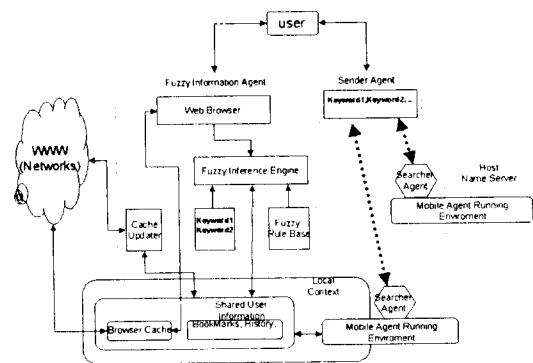 user
Fuzzy Information Agent
Sender Agent
Web Browser
Keyword1,Keyword2, ..
WWW
(Networks)
Fuzzy Inference Engine
Searcher
Agent
Host
Name Server
Mobile Agent Running
Enviroment
Cache
Updater
Keyword1
Keyword2
Fuzzy
Rule Base
Local
Context
Shared User
Information
Browser Cache
BookMarks, History,
Searcher
Agent
Mobile Agent Running
Enviroment